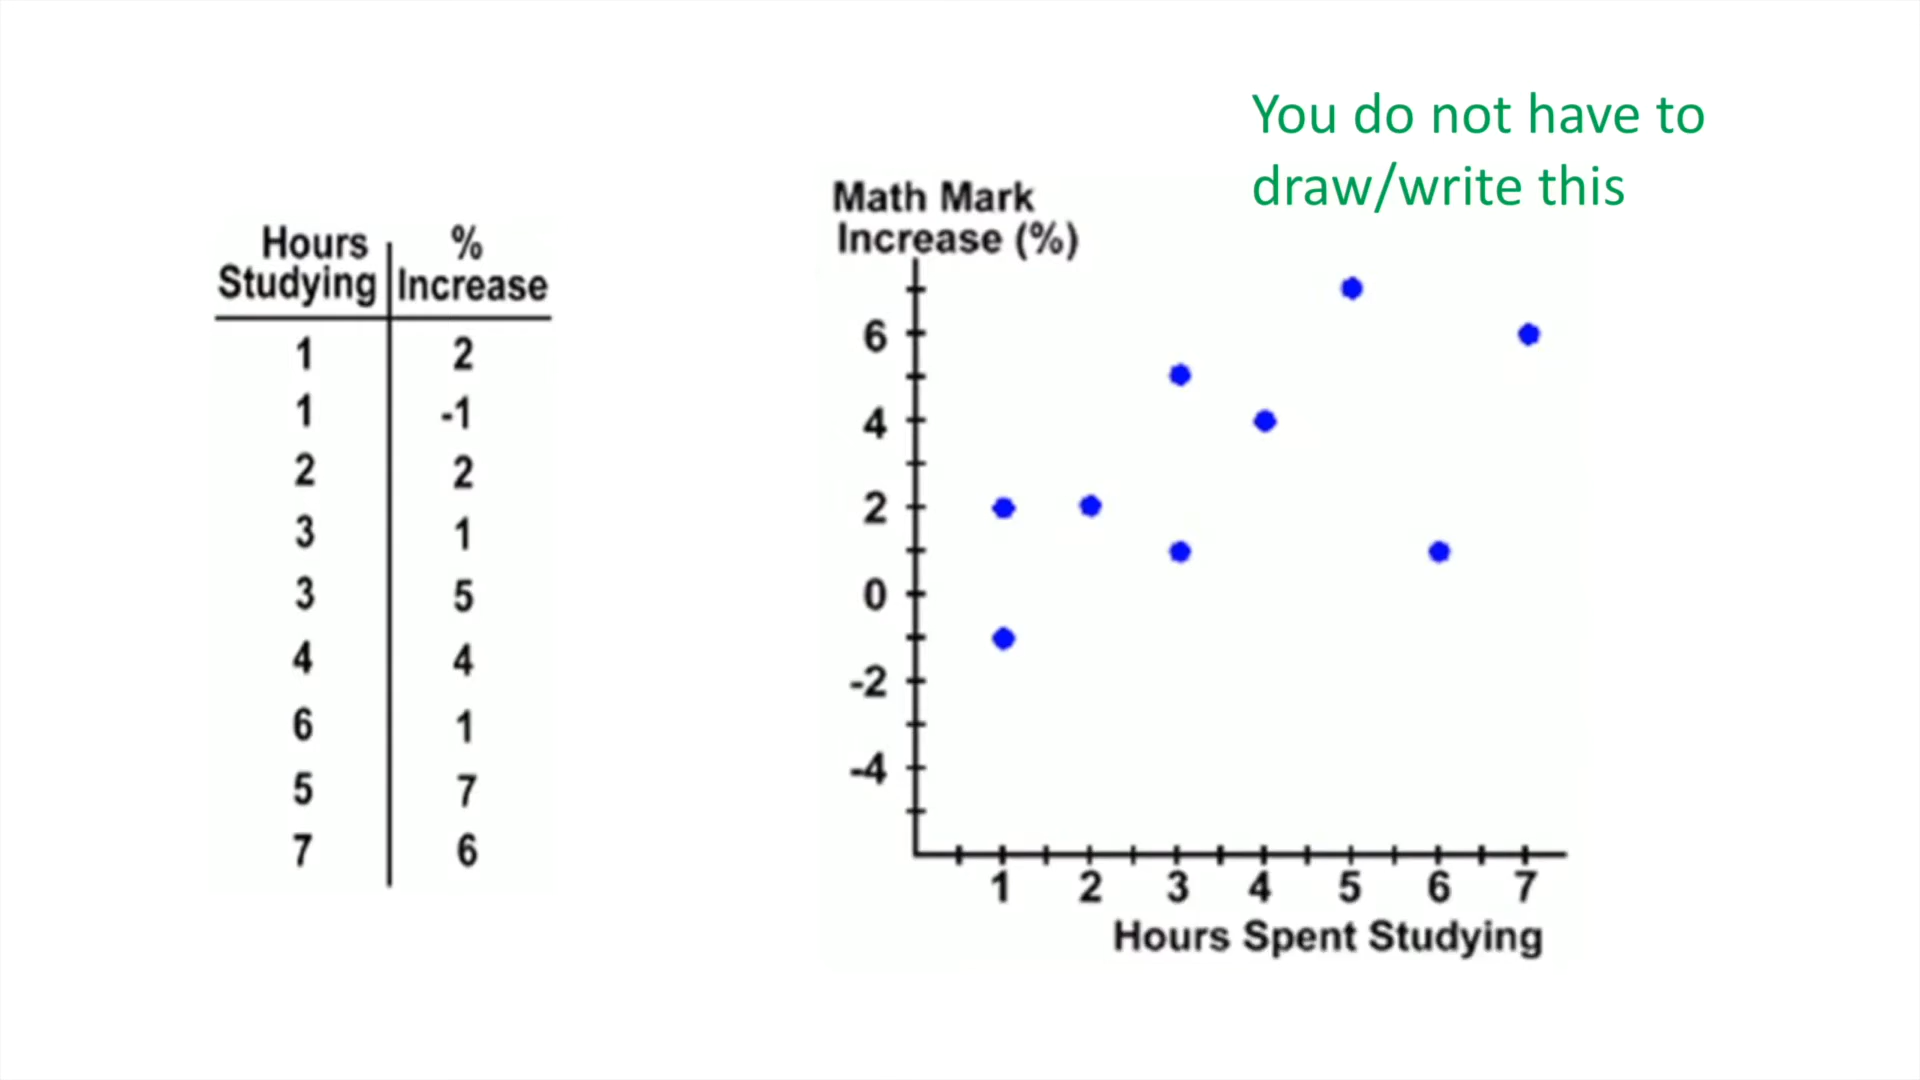 You do not have to
draw/write this
Hours %
Studying Increase
1 2
1 -1
2 2
3 1
3 5
4 4
6 1
5 7
7 6
Math Mark
Increase (%)
6
4
2
0
-2
-4
1 2 3 4 5 6 7
Hours Spent Studying